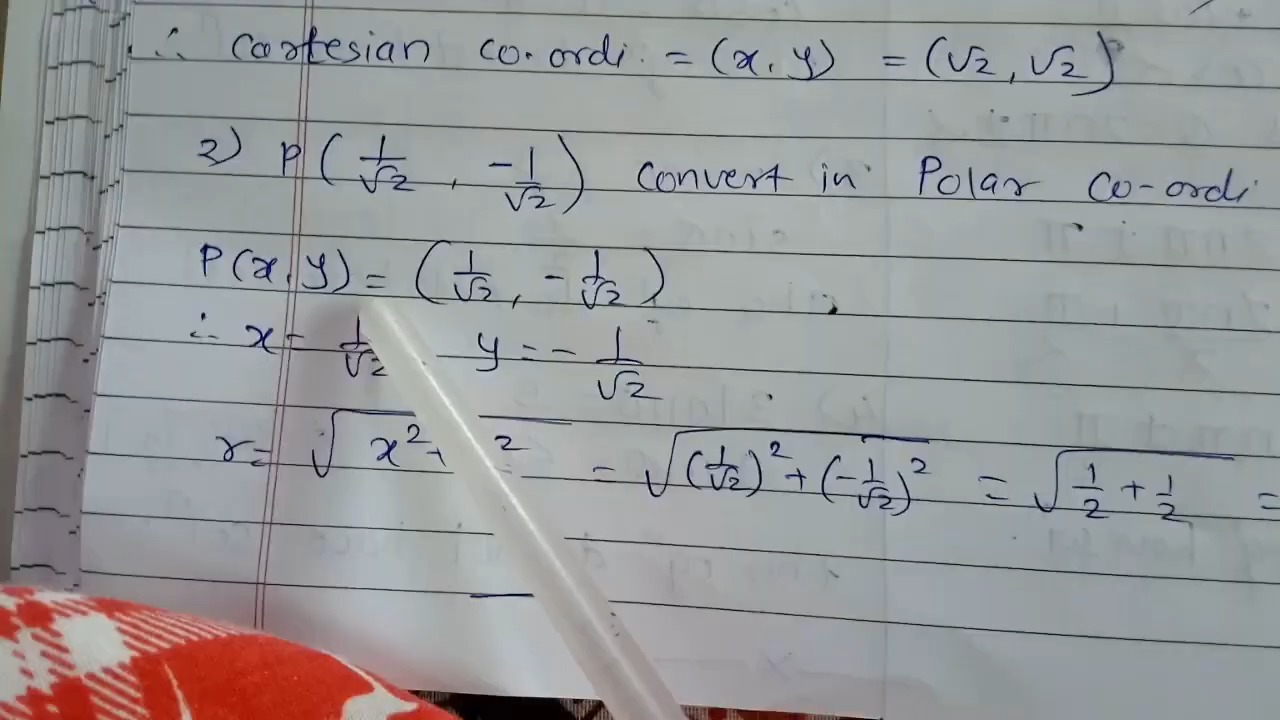 ∴ Cartesian co.ordi. = (x, y) = (√2, √2)
2) P(1/√2, -1/√2) convert in Polar co-ordi
P(x, y) = (1/√2, -1/√2)
∴ x = 1/√2 y = -1/√2
r = √x²+ ² = √(1/√2)²+(-1/√2)² = √1/2 + 1/2 =